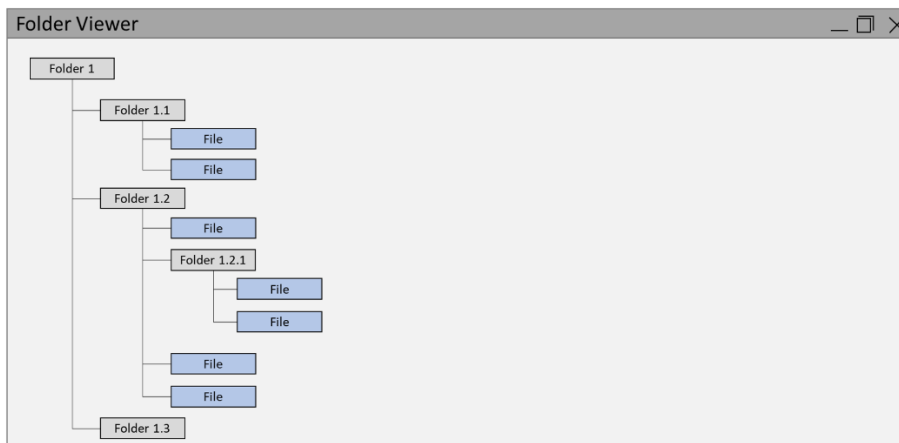 Folder Viewer
Folder 1
Folder 1.1
File
File
Folder 1.2
File
Folder 1.2.1
File
File
File
File
Folder 1.3